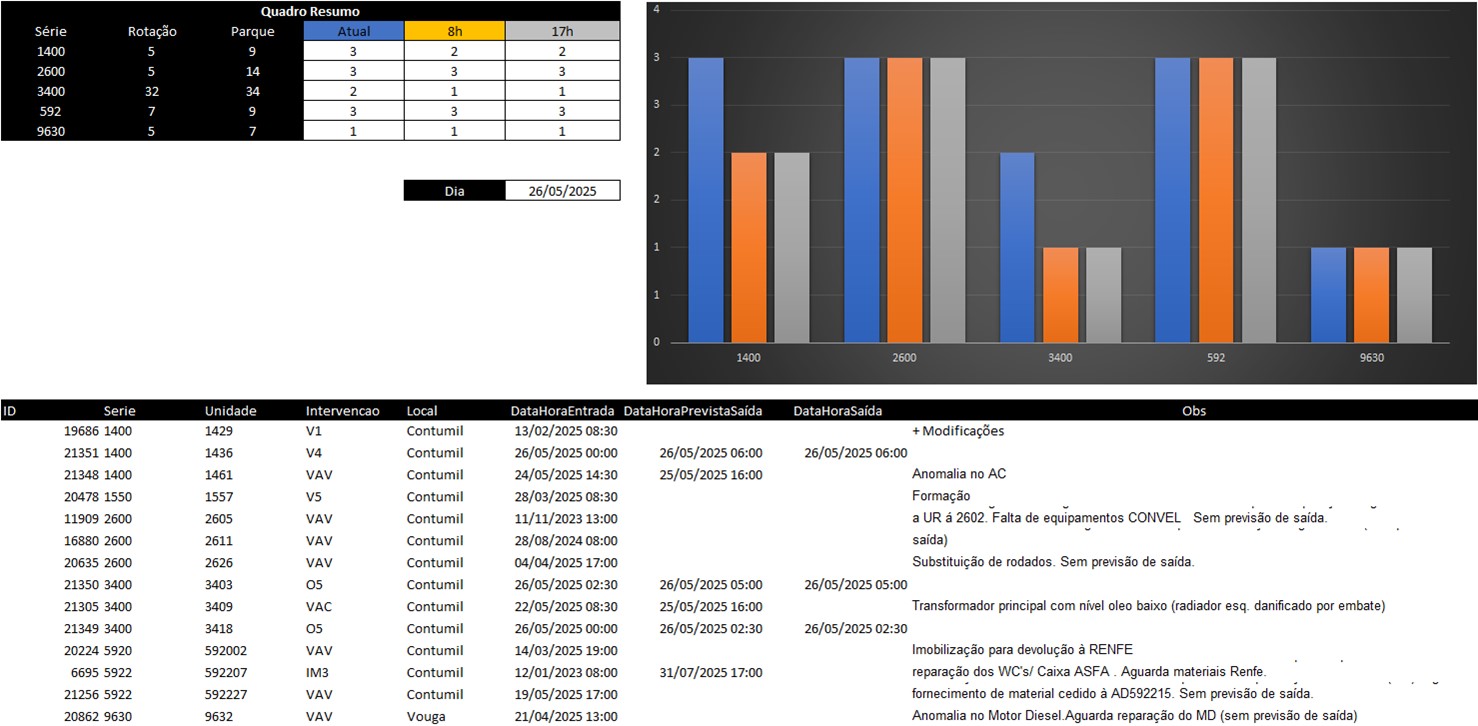 Quadro Resumo
Série Rotação Parque Atual 8h 17h
1400 5 9 3 2 2
2600 5 14 3 3 3
3400 32 34 2 1 1
592 7 9 3 3 3
9630 5 7 1 1 1
Dia 26/05/2025
4
3
3
2
2
1
1
0
1400 2600 3400 592 9630
ID Serie Unidade Intervencao Local DataHoraEntrada DataHoraPrevistaSaída DataHoraSaída Obs
19686 1400 1429 V1 Contumil 13/02/2025 08:30 + Modificações
21351 1400 1436 V4 Contumil 26/05/2025 00:00 26/05/2025 06:00 26/05/2025 06:00
21348 1400 1461 VAV Contumil 24/05/2025 14:30 25/05/2025 16:00 Anomalia no AC
20478 1550 1557 V5 Contumil 28/03/2025 08:30 Formação
11909 2600 2605 VAV Contumil 11/11/2023 13:00 a UR á 2602. Falta de equipamentos CONVEL Sem previsão de saída.
16880 2600 2611 VAV Contumil 28/08/2024 08:00 saída)
20635 2600 2626 VAV Contumil 04/04/2025 17:00 Substituição de rodados. Sem previsão de saída.
21350 3400 3403 O5 Contumil 26/05/2025 02:30 26/05/2025 05:00 26/05/2025 05:00
21305 3400 3409 VAC Contumil 22/05/2025 08:30 25/05/2025 16:00 Transformador principal com nível oleo baixo (radiador esq. danificado por embate)
21349 3400 3418 O5 Contumil 26/05/2025 00:00 26/05/2025 02:30 26/05/2025 02:30
20224 5920 592002 VAV Contumil 14/03/2025 19:00 Imobilização para devolução à RENFE
6695 5922 592207 IM3 Contumil 12/01/2023 08:00 31/07/2025 17:00 reparação dos WC's/ Caixa ASFA . Aguarda materiais Renfe.
21256 5922 592227 VAV Contumil 19/05/2025 17:00 fornecimento de material cedido à AD592215. Sem previsão de saída.
20862 9630 9632 VAV Vouga 21/04/2025 13:00 Anomalia no Motor Diesel.Aguarda reparação do MD (sem previsão de saída)